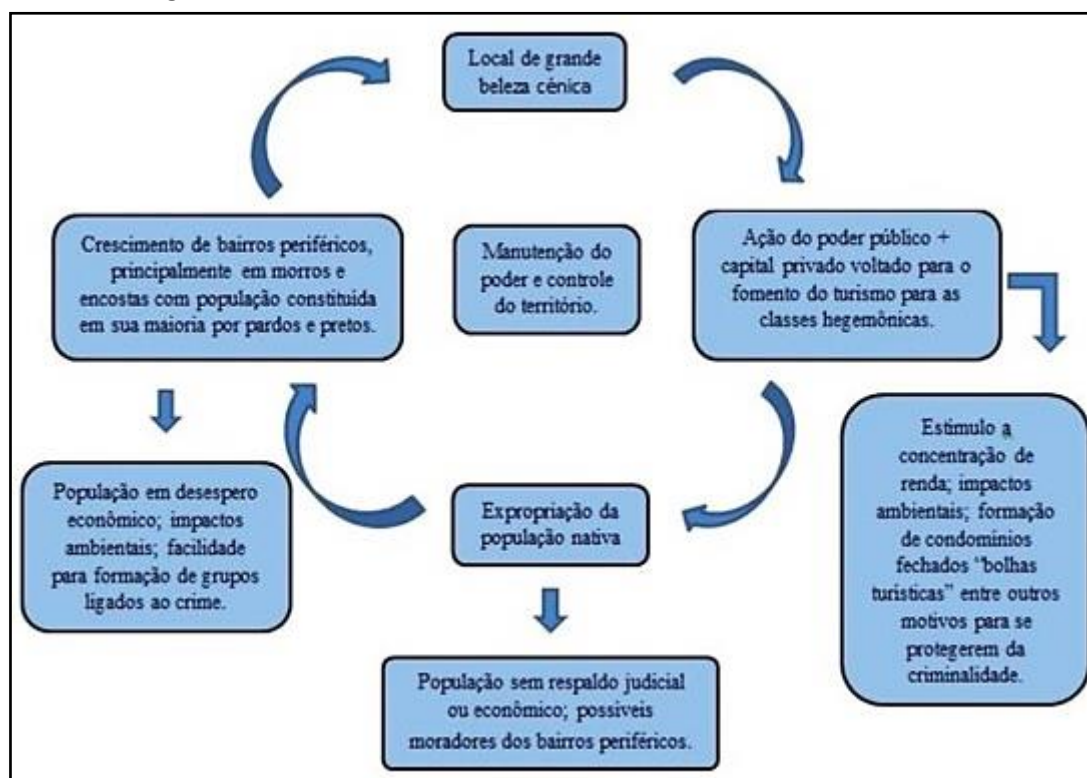 Local de grande
beleza cênica
Crescimento de bairros periféricos,
principalmente em morros e
encostas com população constituída
em sua maioria por pardos e pretos.
Manutenção do
poder e controle
do território.
Ação do poder público +
capital privado voltado para o
fomento do turismo para as
classes hegemônicas.
População em desespero
econômico; impactos
ambientais; facilidade
para formação de grupos
ligados ao crime.
Expropriação da
população nativa
Estimulo a
concentração de
renda; impactos
ambientais; formação
de condomínios
fechados “bolhas
turísticas” entre outros
motivos para se
protegerem da
criminalidade.
População sem respaldo judicial
ou econômico; possíveis
moradores dos bairros periféricos.